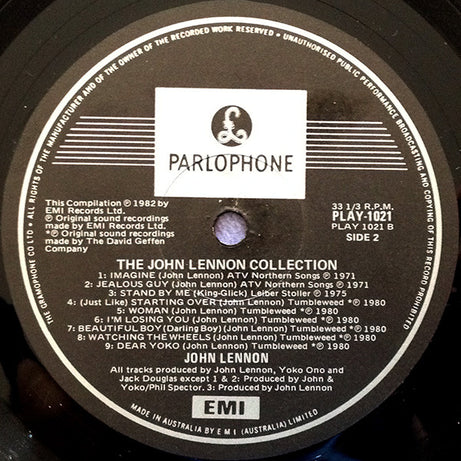 ALL RIGHTS OF THE MANUFACTURER AND OF THE OWNER OF THE RECORDED WORK RESERVED • UNAUTHORISED PUBLIC PERFORMANCE BROADCASTING AND COPYING OF THIS RECORD PROHIBITED
THE GRAMOPHONE CO LTD •
£
PARLOPHONE
This Compilation ℗ 1982 by
EMI Records Ltd.
℗ Original sound recordings
made by EMI Records Ltd.
*℗ Original sound recordings
made by The David Geffen
Company
33 1/3 R.P.M.
PLAY-1021
PLAY 1021 B
SIDE 2
THE JOHN LENNON COLLECTION
1: IMAGINE (John Lennon) ATV Northern Songs ℗ 1971
2: JEALOUS GUY (John Lennon) ATV Northern Songs ℗ 1971
3: STAND BY ME (King-Glick) Leiber Stoller ℗ 1975
4: (Just Like) STARTING OVER (John Lennon) Tumbleweed *℗ 1980
5: WOMAN (John Lennon) Tumbleweed *℗ 1980
6: I'M LOSING YOU (John Lennon) Tumbleweed *℗ 1980
7: BEAUTIFUL BOY (Darling Boy) (John Lennon) Tumbleweed *℗ 1980
8: WATCHING THE WHEELS (John Lennon) Tumbleweed *℗ 1980
9: DEAR YOKO (John Lennon) Tumbleweed *℗ 1980
JOHN LENNON
All tracks produced by John Lennon, Yoko Ono and
Jack Douglas except 1 & 2: Produced by John &
Yoko/Phil Spector. 3: Produced by John Lennon
EMI
MADE IN AUSTRALIA BY E M I (AUSTRALIA) LIMITED